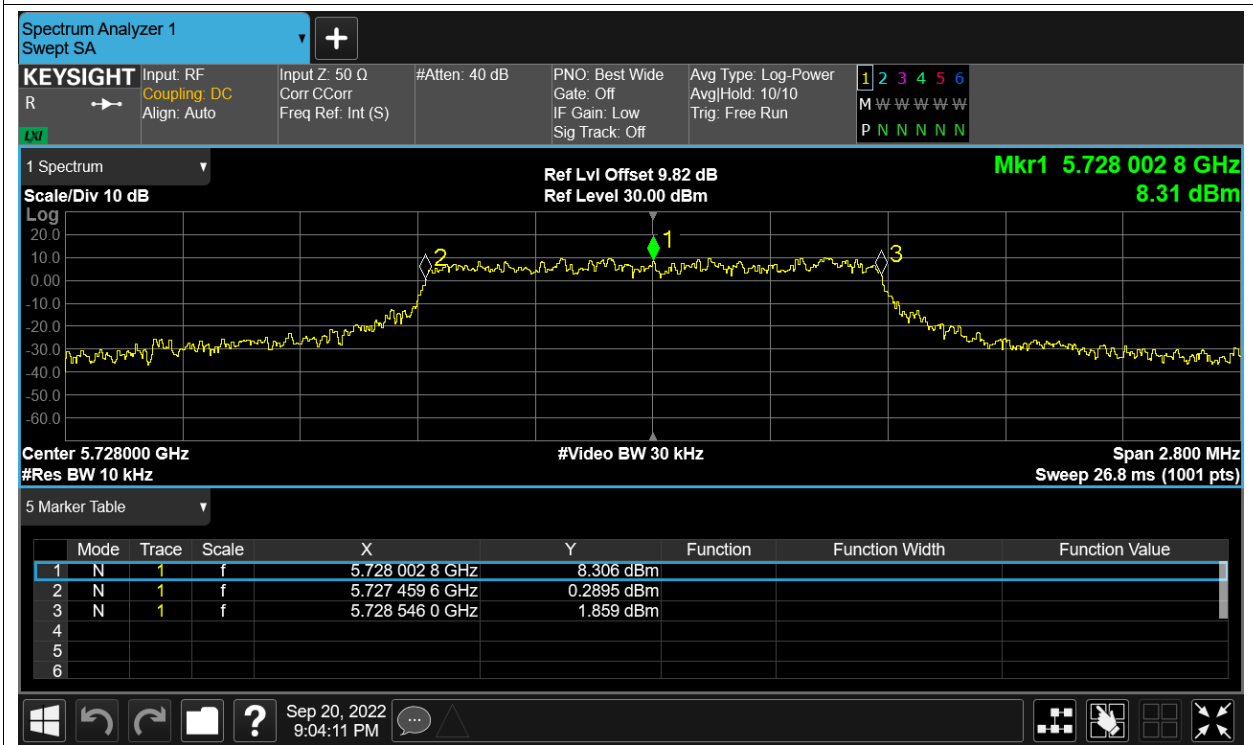 Spectrum Analyzer 1
Swept SA
KEYSIGHT
R
LXI
Input: RF
Coupling: DC
Align: Auto
Input Z: 50 Ω
Corr CCorr
Freq Ref: Int (S)
#Atten: 40 dB
PNO: Best Wide
Gate: Off
IF Gain: Low
Sig Track: Off
Avg Type: Log-Power
Avg|Hold: 10/10
Trig: Free Run
1 2 3 4 5 6
M W W W W W
P N N N N N
1 Spectrum
Scale/Div 10 dB
Ref Lvl Offset 9.82 dB
Ref Level 30.00 dBm
Mkr1 5.728 002 8 GHz
8.31 dBm
Log
20.0
10.0
0.00
-10.0
-20.0
-30.0
-40.0
-50.0
-60.0
1
2
3
Center 5.728000 GHz
#Video BW 30 kHz
Span 2.800 MHz
#Res BW 10 kHz
Sweep 26.8 ms (1001 pts)
5 Marker Table
Mode Trace Scale X Y Function Function Width Function Value
1 N 1 f 5.728 002 8 GHz 8.306 dBm
2 N 1 f 5.727 459 6 GHz 0.2895 dBm
3 N 1 f 5.728 546 0 GHz 1.859 dBm
4
5
6
?
Sep 20, 2022
9:04:11 PM